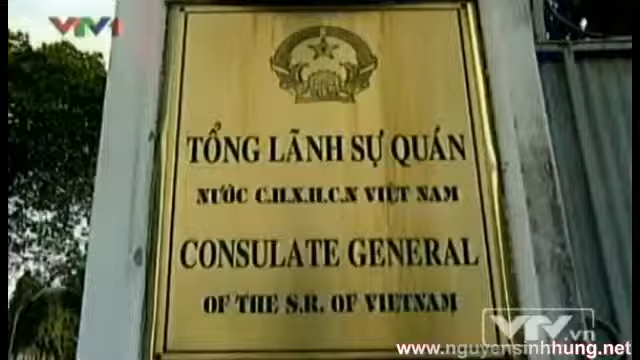 VTV1
TỔNG LÃNH SỰ QUÁN
NƯỚC C.H.X.H.C.N VIỆT NAM
CONSULATE GENERAL
OF THE S.R. OF VIETNAM
VTV.vn
www.nguyensinhhung.net